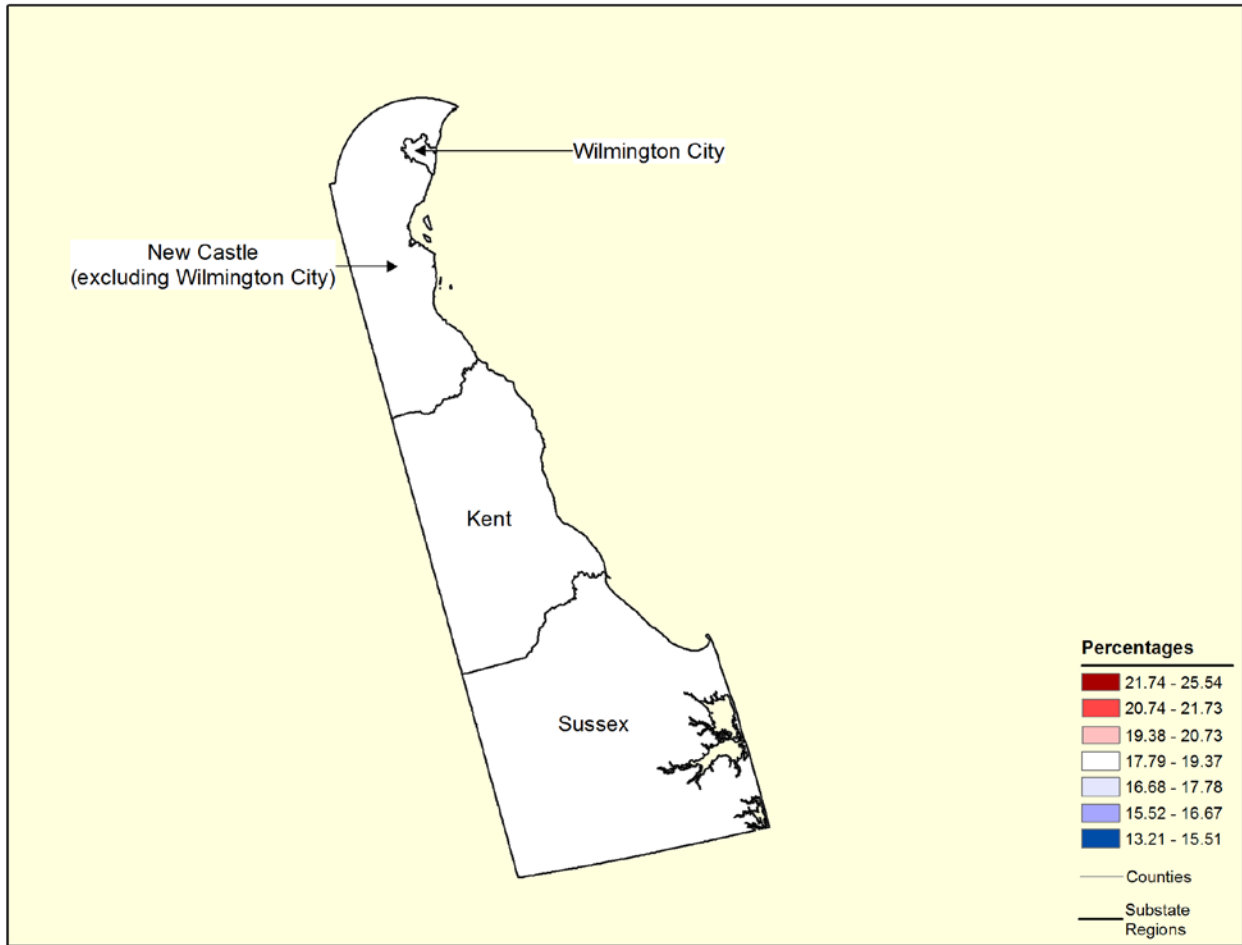 Wilmington City
New Castle
(excluding Wilmington City)
Kent
Sussex
Percentages
21.74 - 25.54
20.74 - 21.73
19.38 - 20.73
17.79 - 19.37
16.68 - 17.78
15.52 - 16.67
13.21 - 15.51
Counties
Substate
Regions